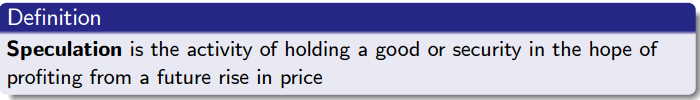 Definition
Speculation is the activity of holding a good or security in the hope of
profiting from a future rise in price